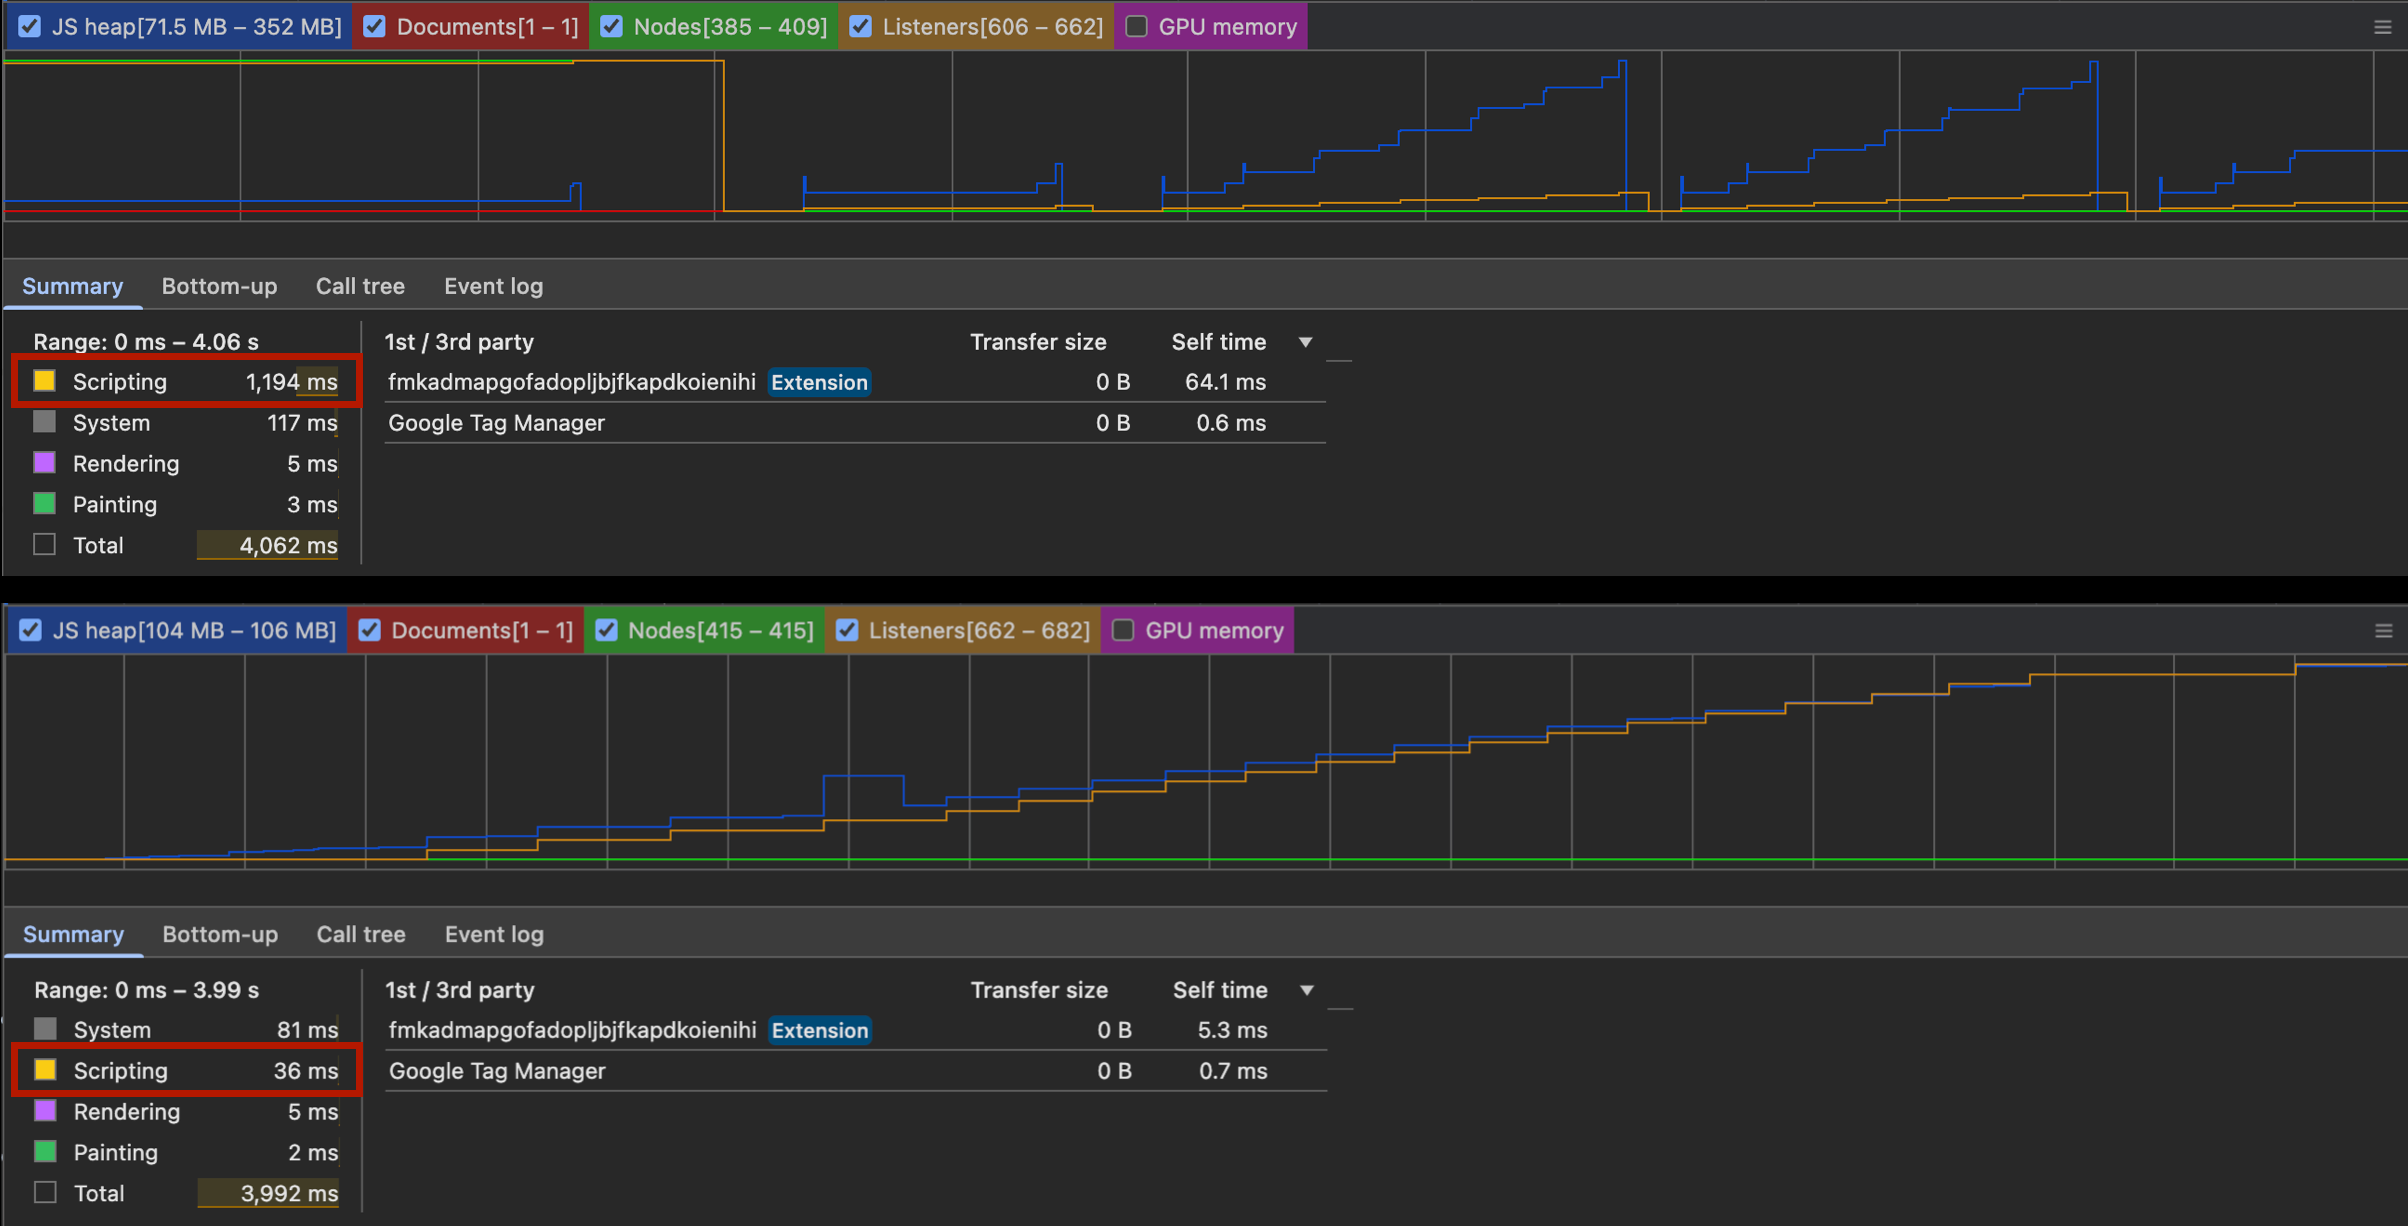 JS heap[71.5 MB – 352 MB] Documents[1 – 1] Nodes[385 – 409] Listeners[606 – 662] GPU memory
Summary Bottom-up Call tree Event log
Range: 0 ms – 4.06 s 1st / 3rd party Transfer size Self time
Scripting 1,194 ms fmkadmapgofadopljbjfkapdkoienihi Extension 0 B 64.1 ms
System 117 ms Google Tag Manager 0 B 0.6 ms
Rendering 5 ms
Painting 3 ms
Total 4,062 ms
JS heap[104 MB – 106 MB] Documents[1 – 1] Nodes[415 – 415] Listeners[662 – 682] GPU memory
Summary Bottom-up Call tree Event log
Range: 0 ms – 3.99 s 1st / 3rd party Transfer size Self time
System 81 ms fmkadmapgofadopljbjfkapdkoienihi Extension 0 B 5.3 ms
Scripting 36 ms Google Tag Manager 0 B 0.7 ms
Rendering 5 ms
Painting 2 ms
Total 3,992 ms